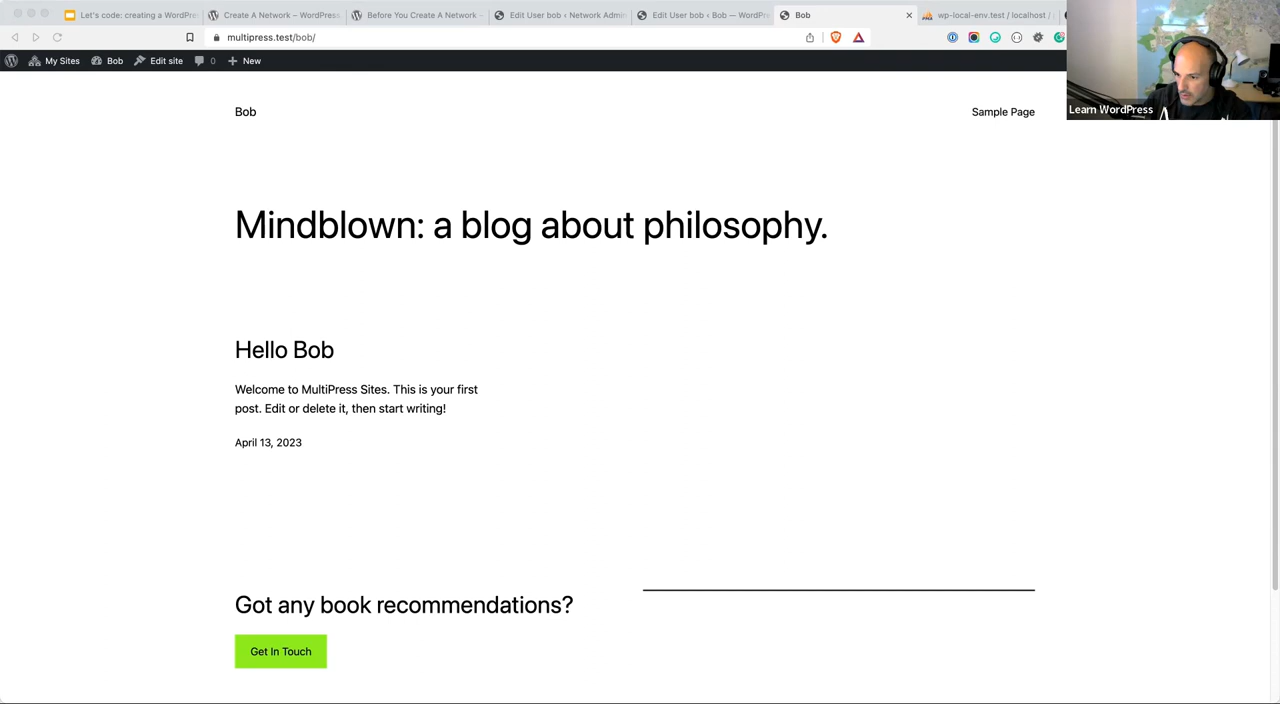 Let's code: creating a WordPres
Create A Network – WordPress
Before You Create A Network –
Edit User bob ‹ Network Admin
Edit User bob ‹ Bob — WordPre
Bob
wp-local-env.test / localhost /
multipress.test/bob/
My Sites
Bob
Edit site
0
New
Learn WordPress
Bob
Sample Page
Mindblown: a blog about philosophy.
Hello Bob
Welcome to MultiPress Sites. This is your first
post. Edit or delete it, then start writing!
April 13, 2023
Got any book recommendations?
Get In Touch